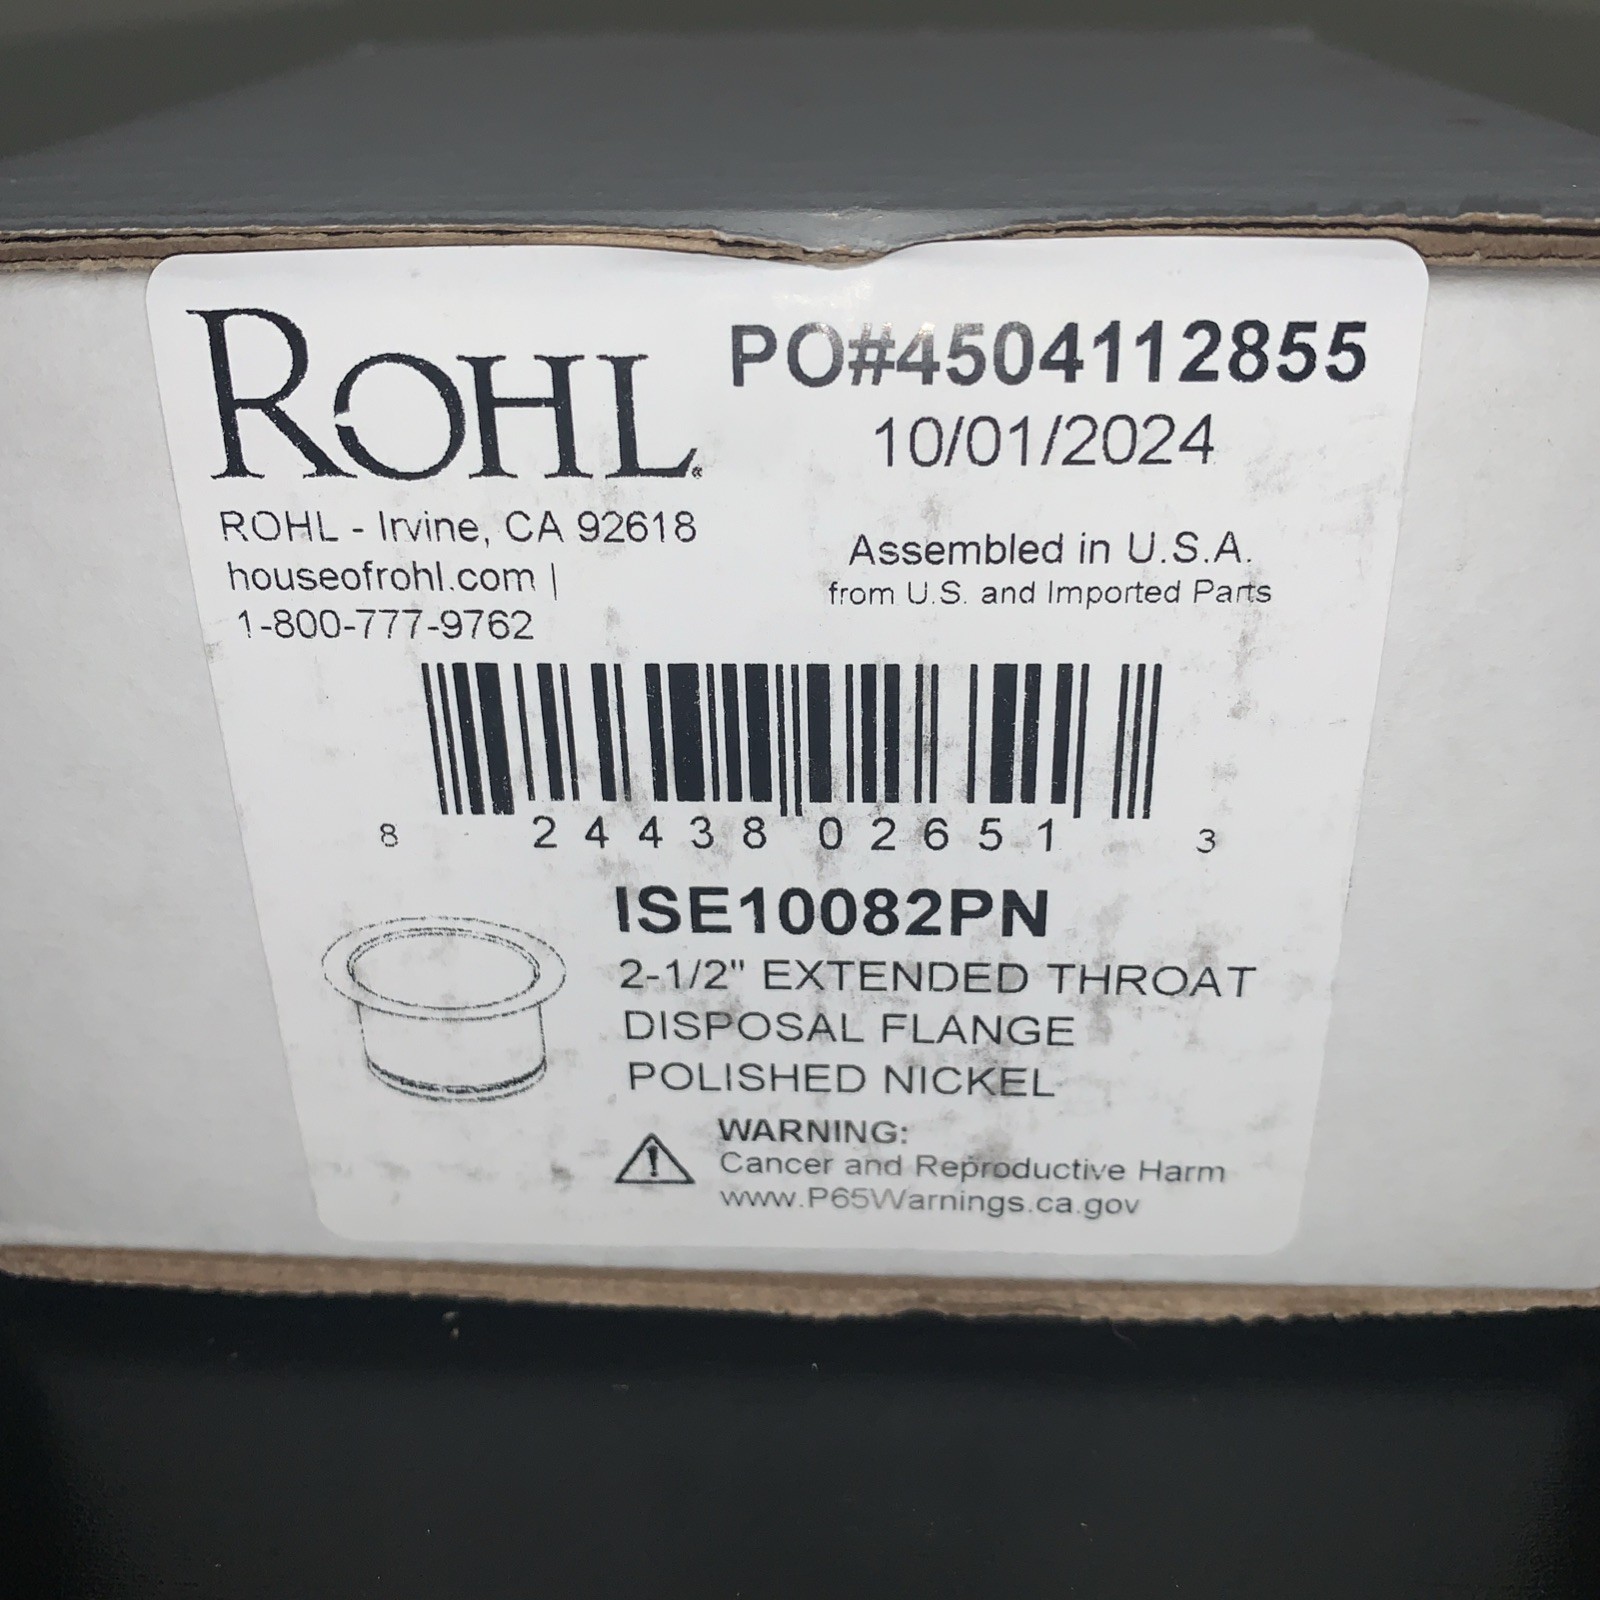 ROHL®
PO#4504112855
10/01/2024
ROHL - Irvine, CA 92618
houseofrohl.com |
1-800-777-9762
Assembled in U.S.A.
from U.S. and Imported Parts
8 24438 02651 3
ISE10082PN
2-1/2" EXTENDED THROAT
DISPOSAL FLANGE
POLISHED NICKEL
WARNING:
Cancer and Reproductive Harm
www.P65Warnings.ca.gov